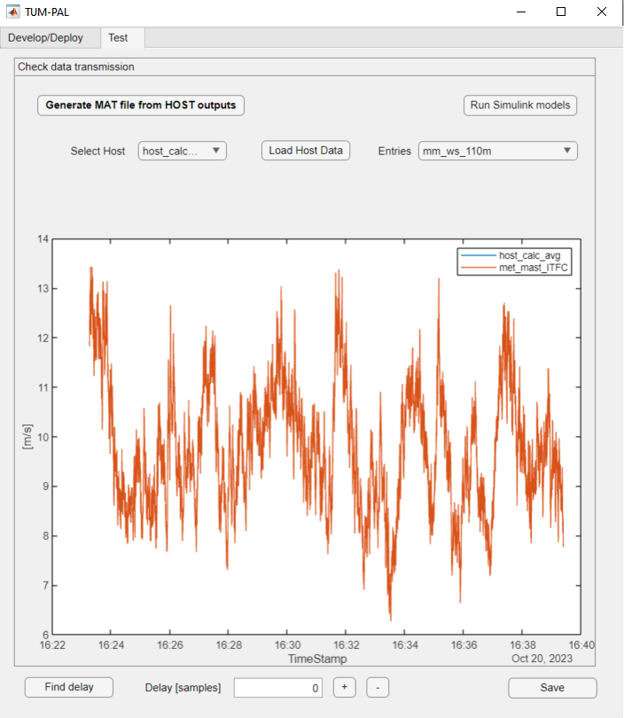 TUM-PAL
Develop/Deploy Test
Check data transmission
Generate MAT file from HOST outputs Run Simulink models
Select Host host_calc... Load Host Data Entries mm_ws_110m
14
host_calc_avg
met_mast_ITFC
13
12
11
10
[m/s]
9
8
7
6
16:22 16:24 16:26 16:28 16:30 16:32 16:34 16:36 16:38 16:40
TimeStamp Oct 20, 2023
Find delay Delay [samples] 0 + - Save